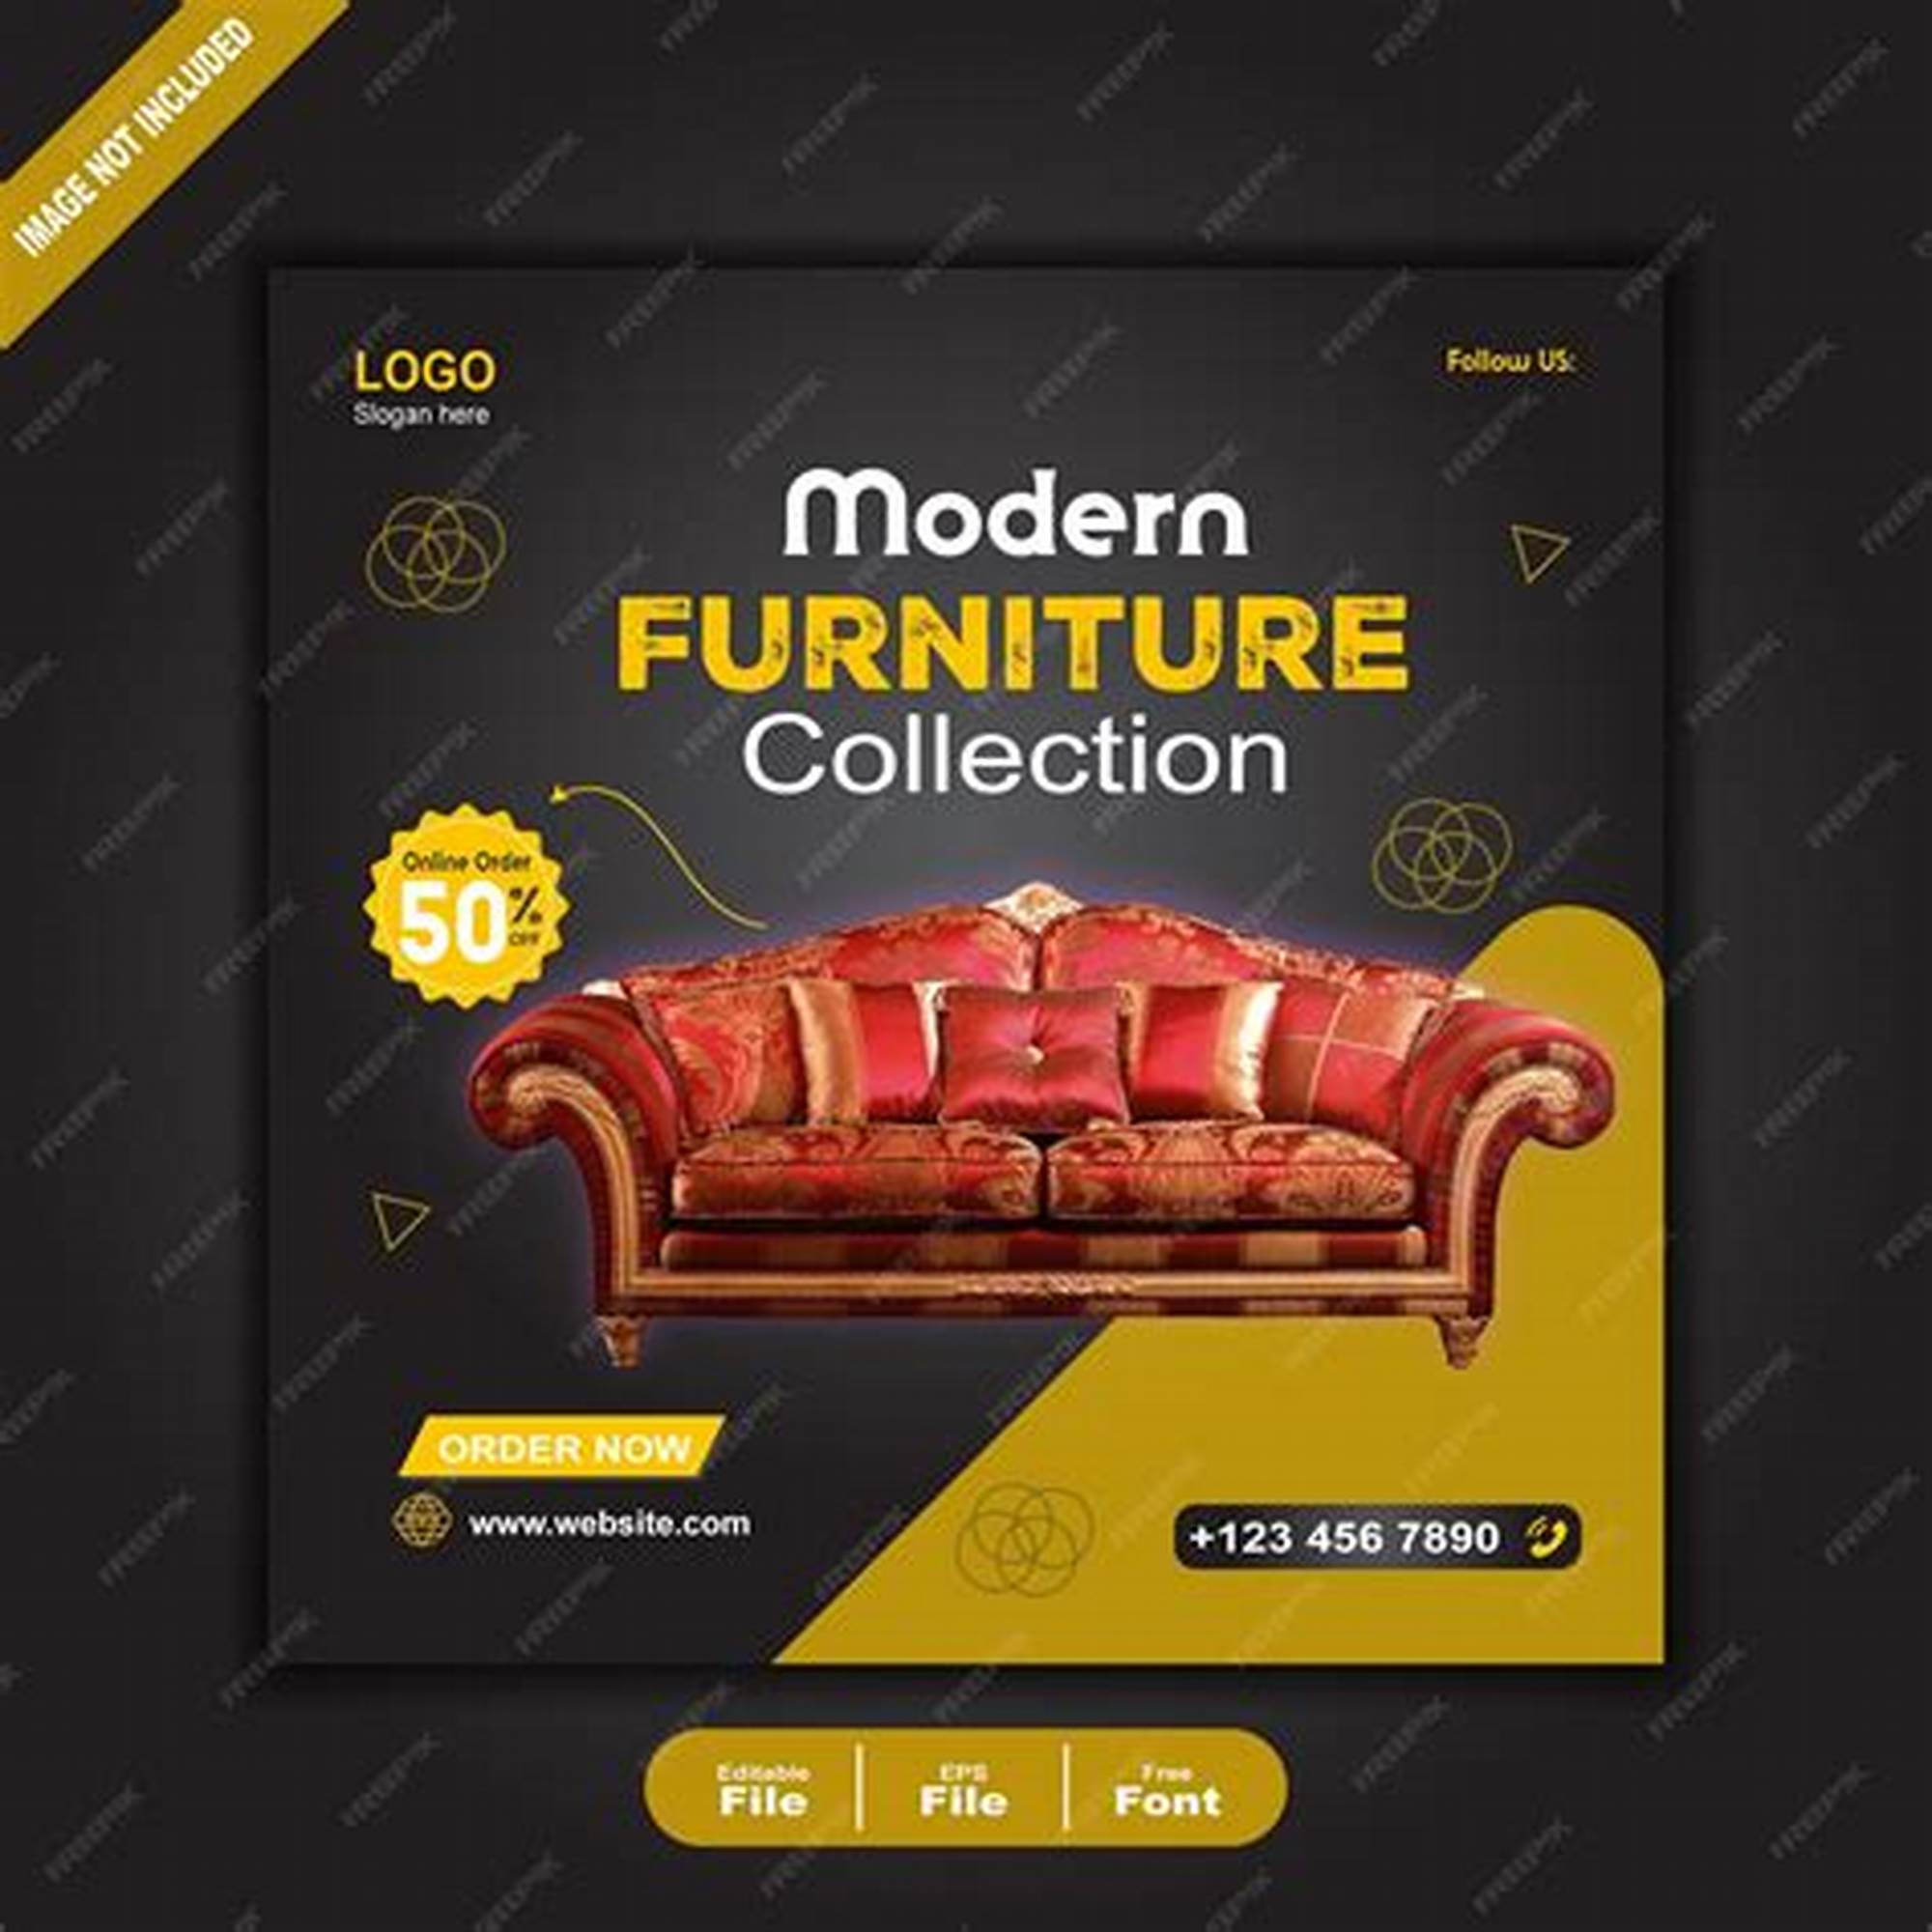 IMAGE NOT INCLUDED
LOGO
Slogan here
Follow US:
Modern
FURNITURE
Collection
Online Order
50%
OFF
ORDER NOW
www.website.com
+123 456 7890
Editable
File
EPS
File
Free
Font
FREEPIK